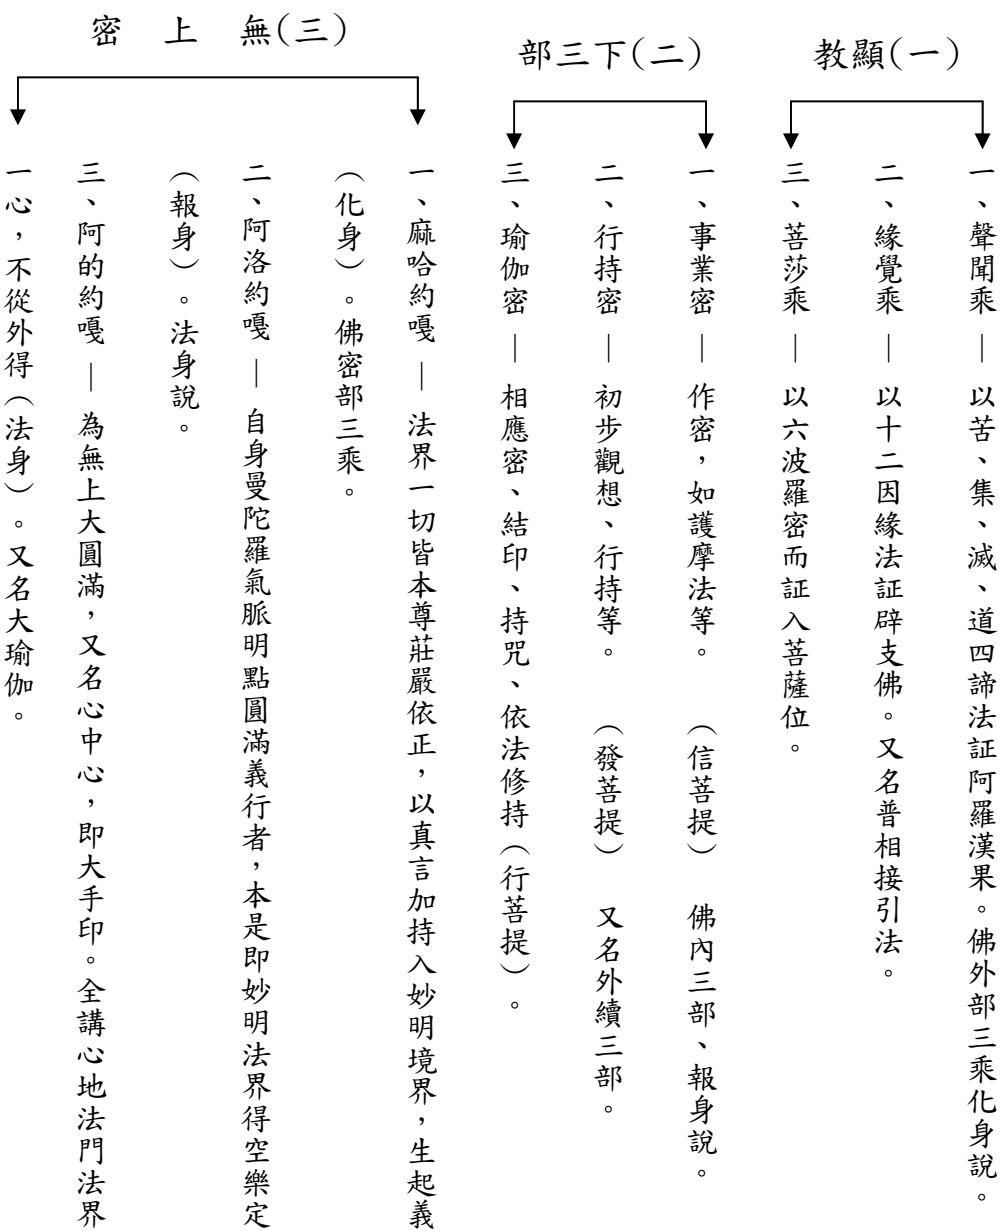 教顯(一)
一、聲聞乘 — 以苦、集、滅、道四諦法証阿羅漢果。佛外部三乘化身說。
二、緣覺乘 — 以十二因緣法証辟支佛。又名普相接引法。
三、菩莎乘 — 以六波羅密而証入菩薩位。
部三下(二)
一、事業密 — 作密，如護摩法等。 （信菩提） 佛內三部、報身說。
二、行持密 — 初步觀想、行持等。 （發菩提） 又名外續三部。
三、瑜伽密 — 相應密、結印、持咒、依法修持（行菩提）。
密 上 無(三)
一、麻哈約嘎 — 法界一切皆本尊莊嚴依正，以真言加持入妙明境界，生起義
（化身）。佛密部三乘。
二、阿洛約嘎 — 自身曼陀羅氣脈明點圓滿義行者，本是即妙明法界得空樂定
（報身）。法身說。
三、阿的約嘎 — 為無上大圓滿，又名心中心，即大手印。全講心地法門法界
一心，不從外得（法身）。又名大瑜伽。